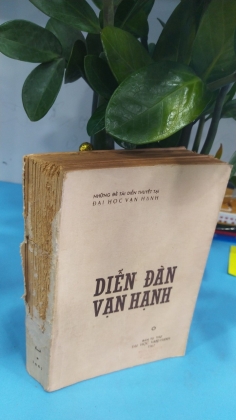 NHỮNG ĐỀ TÀI DIỄN THUYẾT TẠI
ĐẠI HỌC VẠN HẠNH
DIỄN ĐÀN
VẠN HẠNH